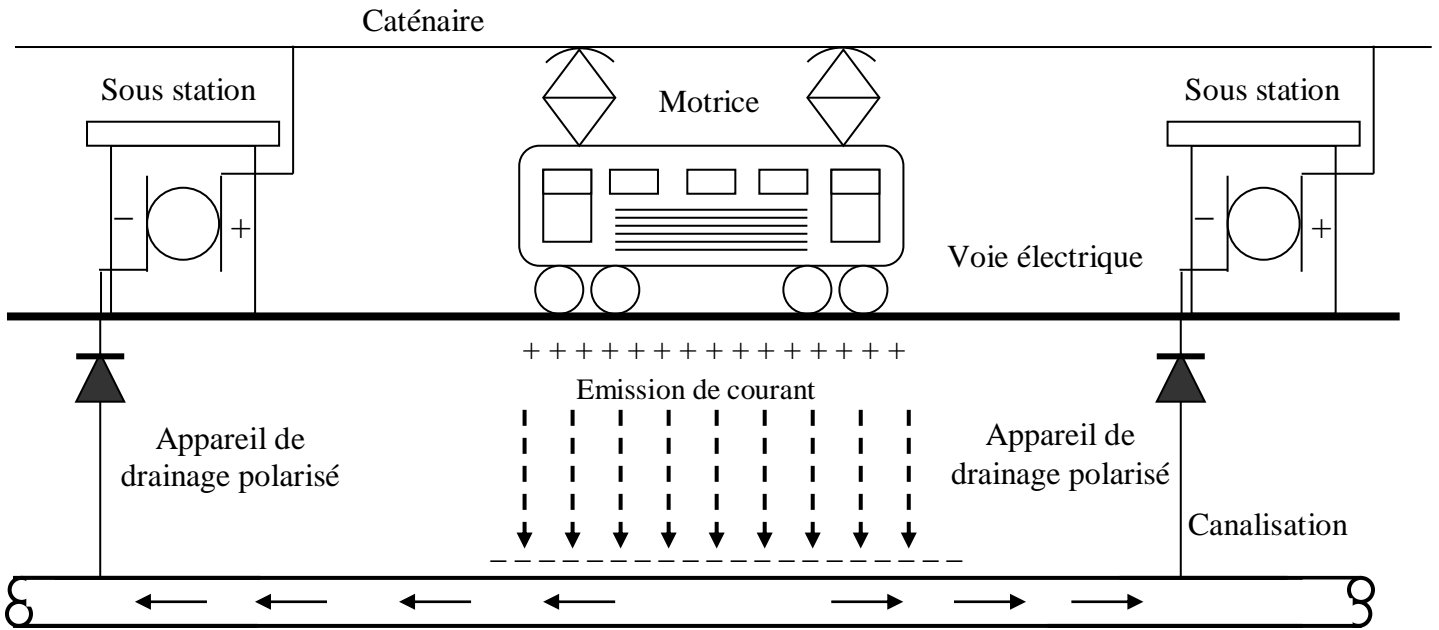 Caténaire
Sous station
Motrice
Sous station
− +
− +
Voie électrique
+ + + + + + + + + + + + + +
Emission de courant
Appareil de
drainage polarisé
Appareil de
drainage polarisé
Canalisation
− − − − − − − − − − − − − − − − − −